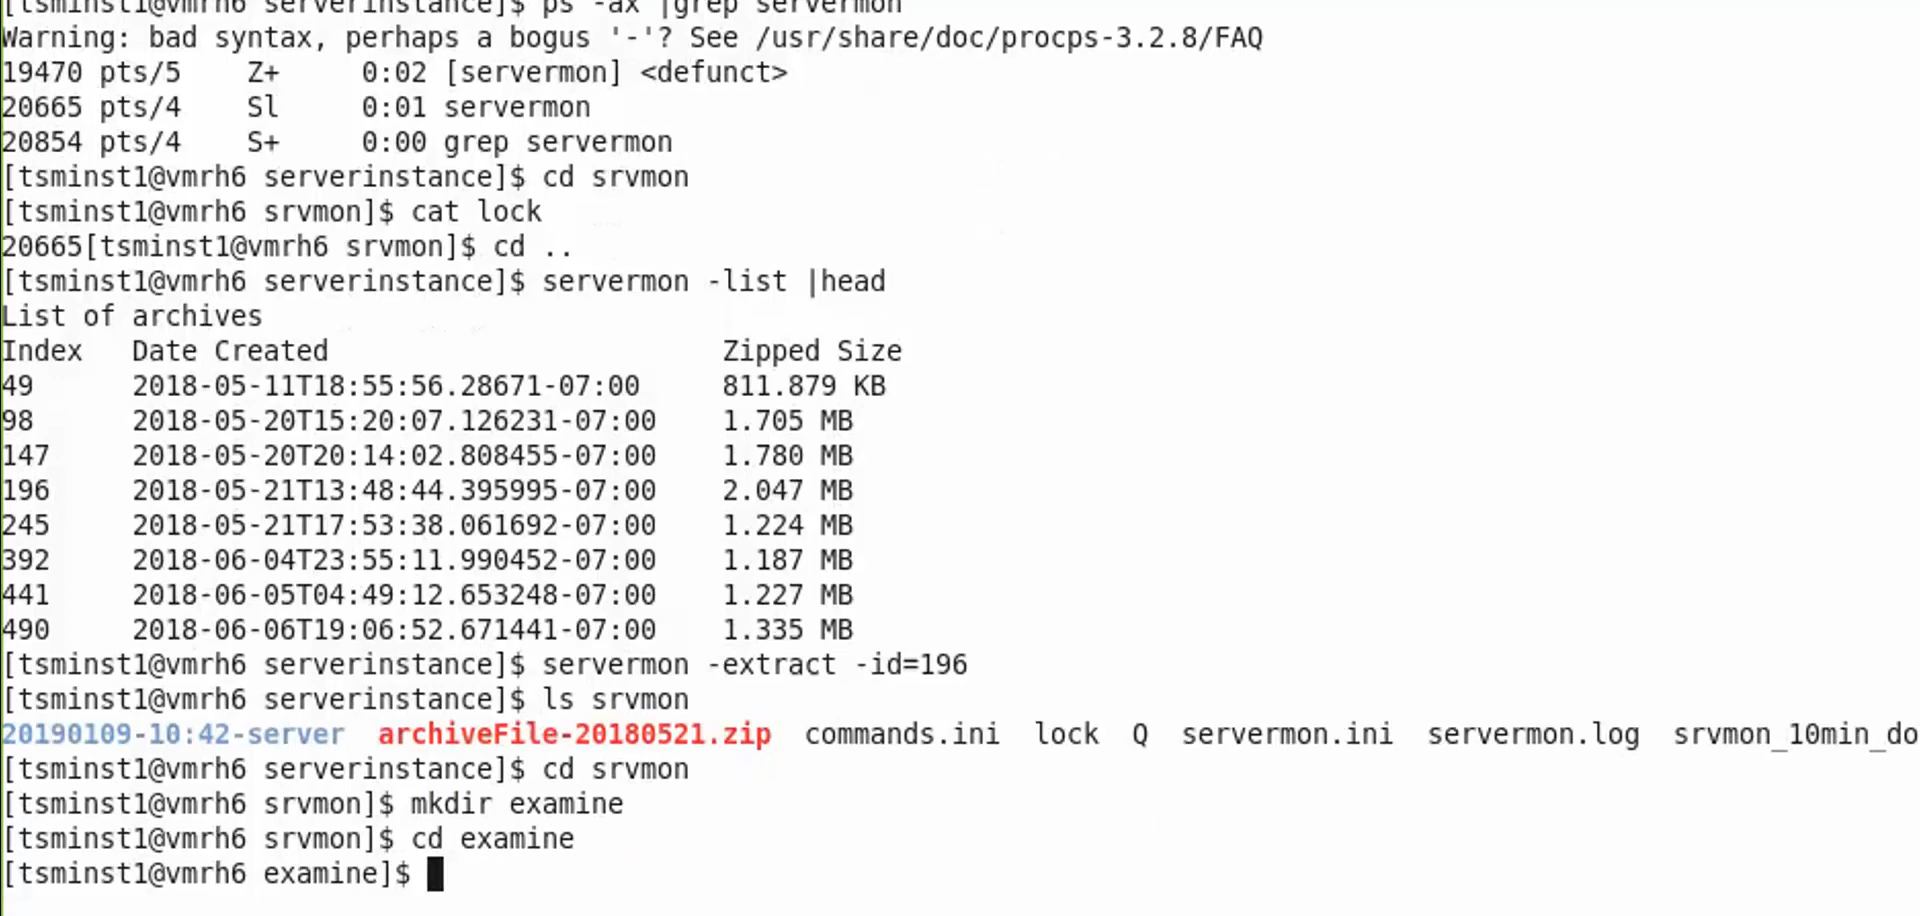 [tsminst1@vmrh6 serverinstance]$ ps -ax |grep servermon
Warning: bad syntax, perhaps a bogus '-'? See /usr/share/doc/procps-3.2.8/FAQ
19470 pts/5    Z+     0:02 [servermon] <defunct>
20665 pts/4    Sl     0:01 servermon
20854 pts/4    S+     0:00 grep servermon
[tsminst1@vmrh6 serverinstance]$ cd srvmon
[tsminst1@vmrh6 srvmon]$ cat lock
20665[tsminst1@vmrh6 srvmon]$ cd ..
[tsminst1@vmrh6 serverinstance]$ servermon -list |head
List of archives
Index   Date Created                        Zipped Size
49      2018-05-11T18:55:56.28671-07:00     811.879 KB
98      2018-05-20T15:20:07.126231-07:00    1.705 MB
147     2018-05-20T20:14:02.808455-07:00    1.780 MB
196     2018-05-21T13:48:44.395995-07:00    2.047 MB
245     2018-05-21T17:53:38.061692-07:00    1.224 MB
392     2018-06-04T23:55:11.990452-07:00    1.187 MB
441     2018-06-05T04:49:12.653248-07:00    1.227 MB
490     2018-06-06T19:06:52.671441-07:00    1.335 MB
[tsminst1@vmrh6 serverinstance]$ servermon -extract -id=196
[tsminst1@vmrh6 serverinstance]$ ls srvmon
20190109-10:42-server  archiveFile-20180521.zip  commands.ini  lock  Q  servermon.ini  servermon.log  srvmon_10min_do
[tsminst1@vmrh6 serverinstance]$ cd srvmon
[tsminst1@vmrh6 srvmon]$ mkdir examine
[tsminst1@vmrh6 srvmon]$ cd examine
[tsminst1@vmrh6 examine]$